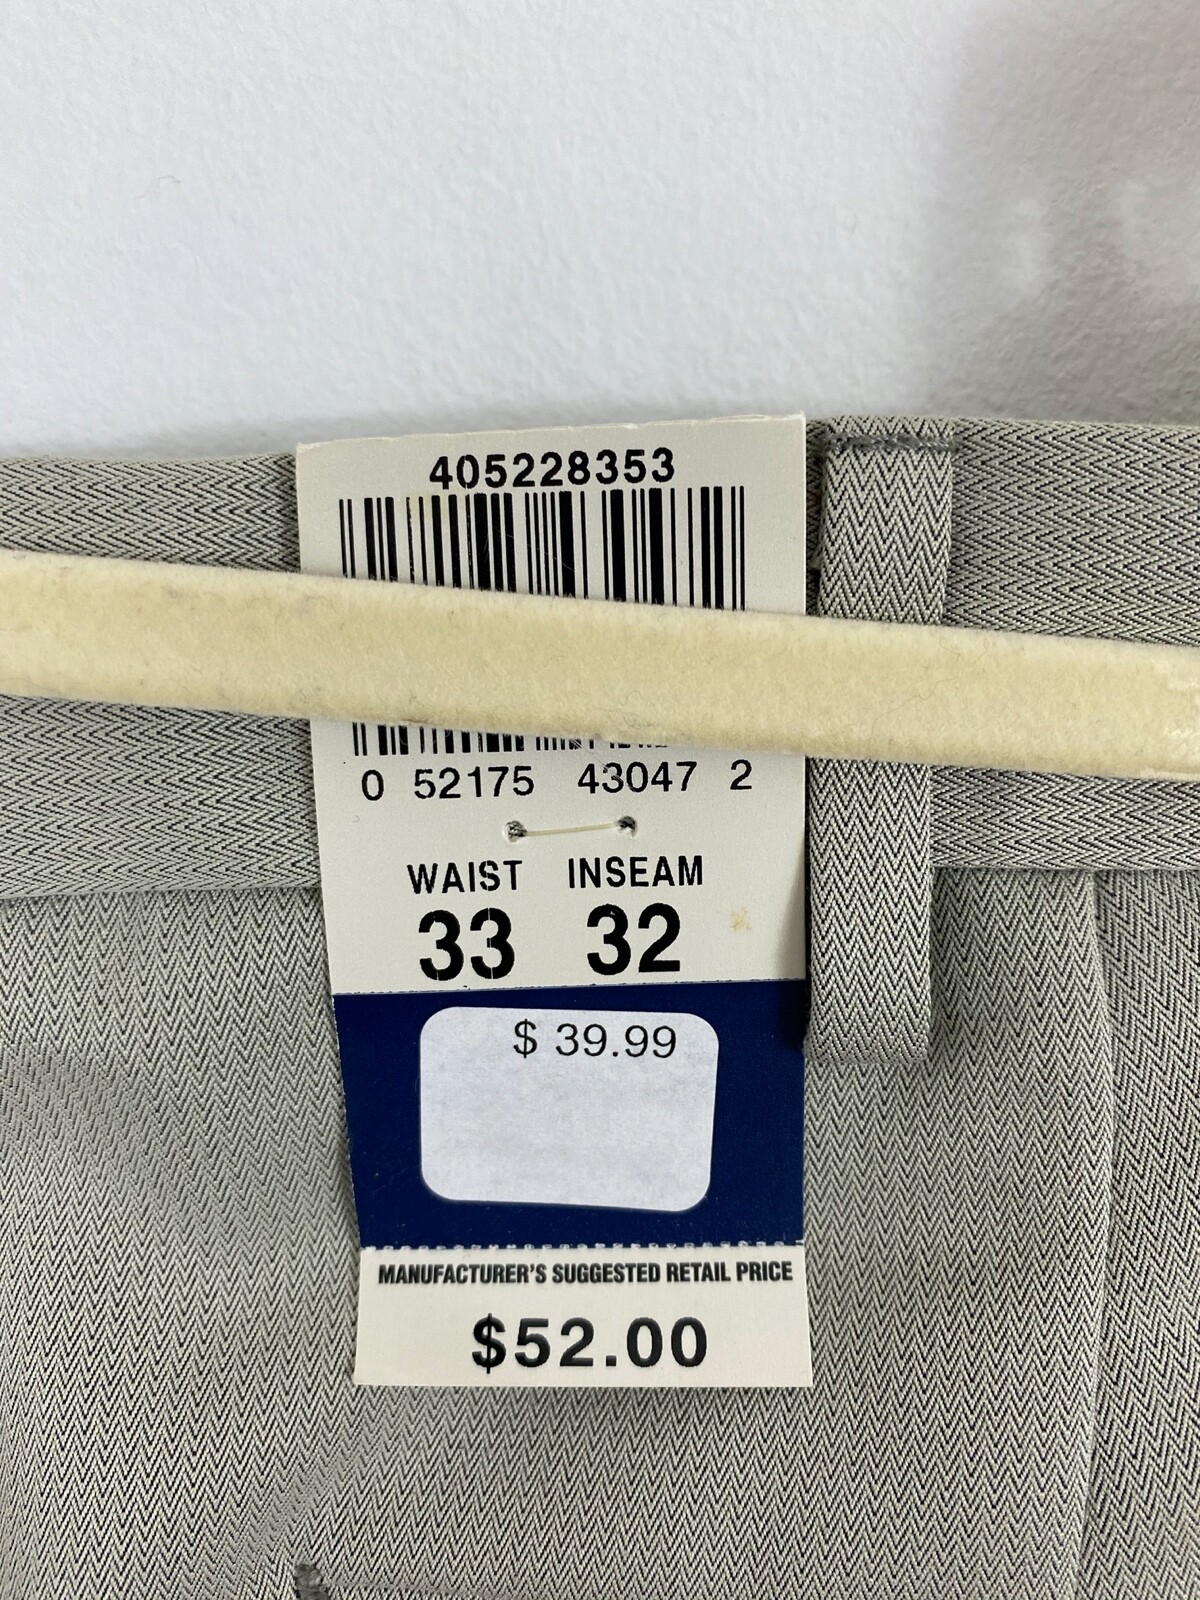 405228353
0 52175 43047 2
WAIST INSEAM
33 32
$ 39.99
MANUFACTURER'S SUGGESTED RETAIL PRICE
$52.00